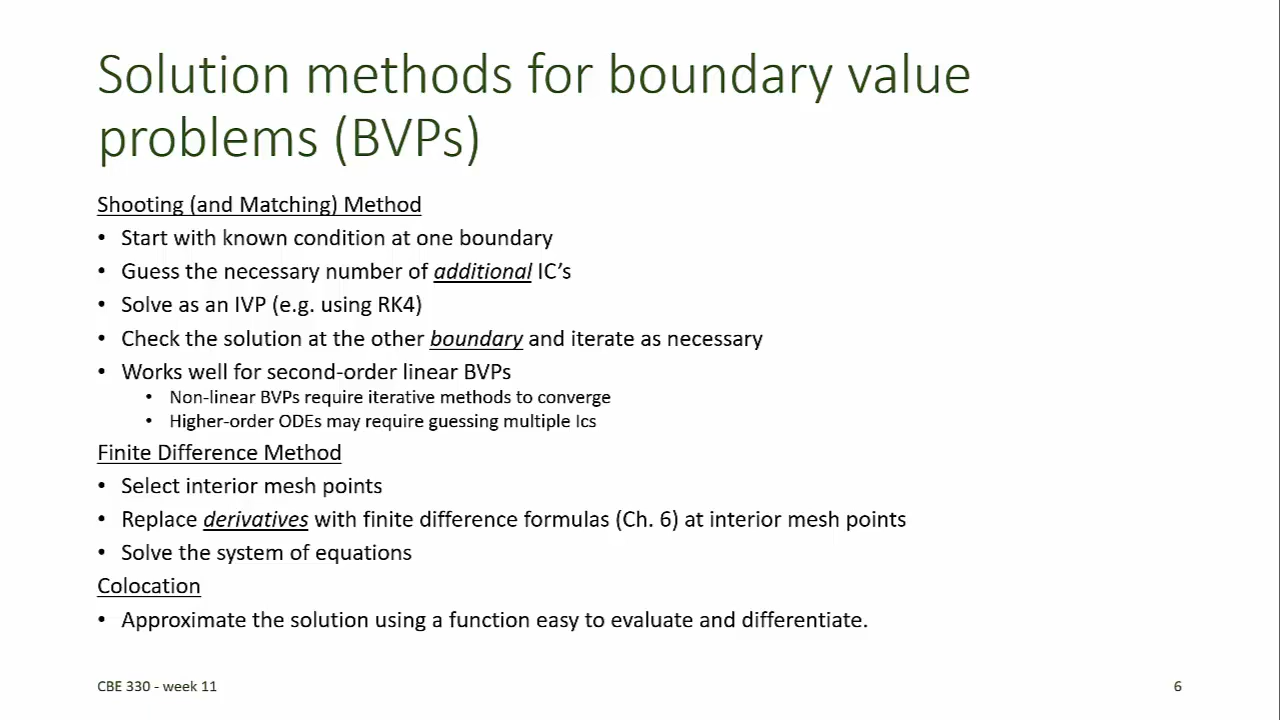 Solution methods for boundary value
problems (BVPs)
Shooting (and Matching) Method
• Start with known condition at one boundary
• Guess the necessary number of additional IC’s
• Solve as an IVP (e.g. using RK4)
• Check the solution at the other boundary and iterate as necessary
• Works well for second-order linear BVPs
• Non-linear BVPs require iterative methods to converge
• Higher-order ODEs may require guessing multiple Ics
Finite Difference Method
• Select interior mesh points
• Replace derivatives with finite difference formulas (Ch. 6) at interior mesh points
• Solve the system of equations
Colocation
• Approximate the solution using a function easy to evaluate and differentiate.
CBE 330 - week 11
6